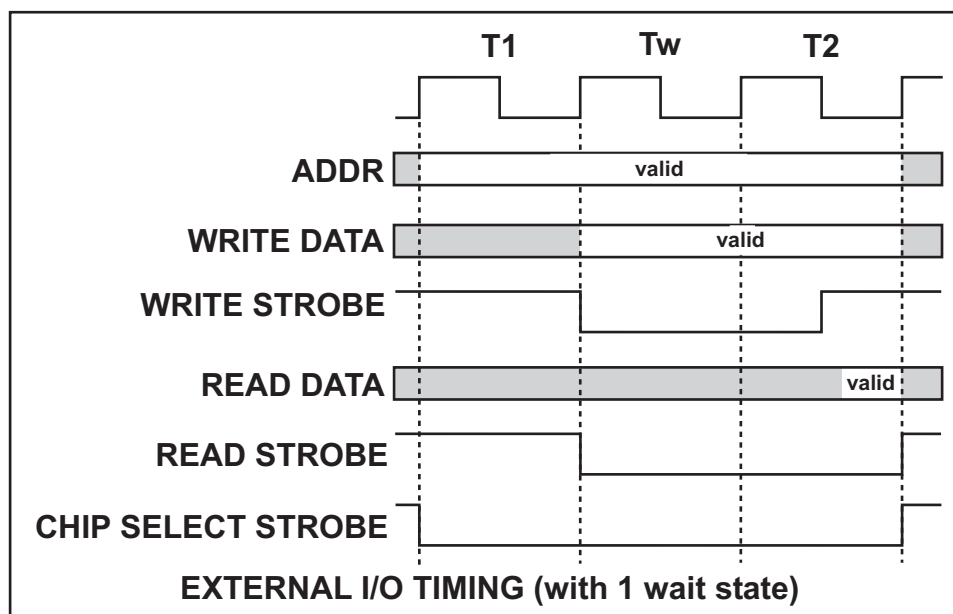 T1 Tw T2
ADDR valid
WRITE DATA valid
WRITE STROBE
READ DATA valid
READ STROBE
CHIP SELECT STROBE
EXTERNAL I/O TIMING (with 1 wait state)